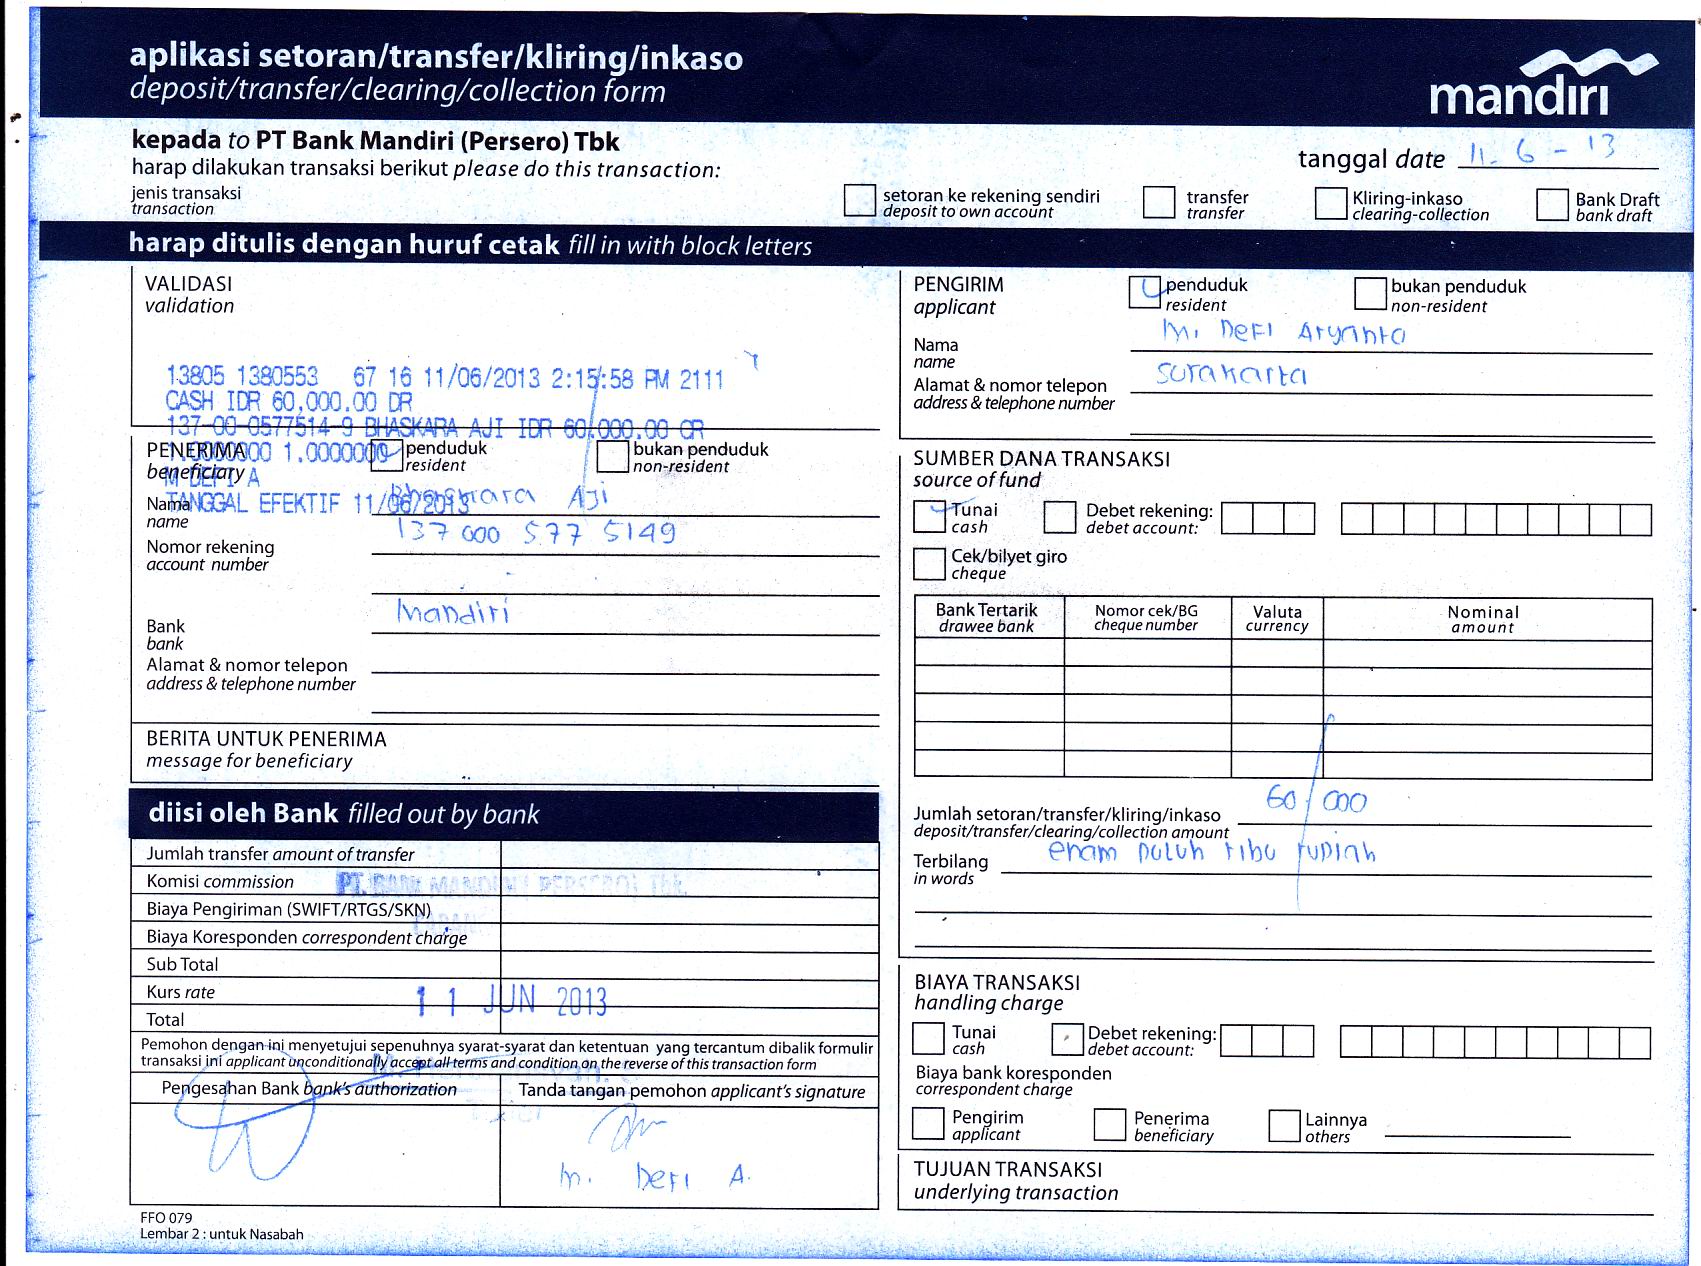 aplikasi setoran/transfer/kliring/inkaso
deposit/transfer/clearing/collection form
mandiri
kepada to PT Bank Mandiri (Persero) Tbk
harap dilakukan transaksi berikut please do this transaction:
tanggal date 11-6-13
jenis transaksi
transaction
setoran ke rekening sendiri
deposit to own account
transfer
transfer
Kliring-inkaso
clearing-collection
Bank Draft
bank draft
harap ditulis dengan huruf cetak fill in with block letters
VALIDASI
validation
13805 1380553 67 16 11/06/2013 2:15:58 PM 2111
CASH IDR 60,000.00 DR
137-00-0577514-9 BHASKARA AJI IDR 60,000.00 CR
1.0000000 1.0000000
M DEFI A
TANGGAL EFEKTIF 11/06/2013
PENERIMA
beneficiary
penduduk
resident
bukan penduduk
non-resident
Nama
name
Bhaskara Aji
Nomor rekening
account number
137 000 577 5149
Bank
bank
Mandiri
Alamat & nomor telepon
address & telephone number
BERITA UNTUK PENERIMA
message for beneficiary
diisi oleh Bank filled out by bank
Jumlah transfer amount of transfer
Komisi commission
PT. BANK MANDIRI (PERSERO) Tbk.
Biaya Pengiriman (SWIFT/RTGS/SKN)
Biaya Koresponden correspondent charge
Sub Total
Kurs rate
11 JUN 2013
Total
Pemohon dengan ini menyetujui sepenuhnya syarat-syarat dan ketentuan yang tercantum dibalik formulir
transaksi ini applicant unconditionally accept all terms and condition on the reverse of this transaction form
Pengesahan Bank bank's authorization
Tanda tangan pemohon applicant's signature
M. Defi A.
FFO 079
Lembar 2 : untuk Nasabah
PENGIRIM
applicant
penduduk
resident
bukan penduduk
non-resident
Nama
name
M. Defi Aryanto
Alamat & nomor telepon
address & telephone number
Surakarta
SUMBER DANA TRANSAKSI
source of fund
Tunai
cash
Debet rekening:
debet account:
Cek/bilyet giro
cheque
Bank Tertarik
drawee bank
Nomor cek/BG
cheque number
Valuta
currency
Nominal
amount
Jumlah setoran/transfer/kliring/inkaso
deposit/transfer/clearing/collection amount
60 000
Terbilang
in words
enam puluh ribu rupiah
BIAYA TRANSAKSI
handling charge
Tunai
cash
Debet rekening:
debet account:
Biaya bank koresponden
correspondent charge
Pengirim
applicant
Penerima
beneficiary
Lainnya
others
TUJUAN TRANSAKSI
underlying transaction